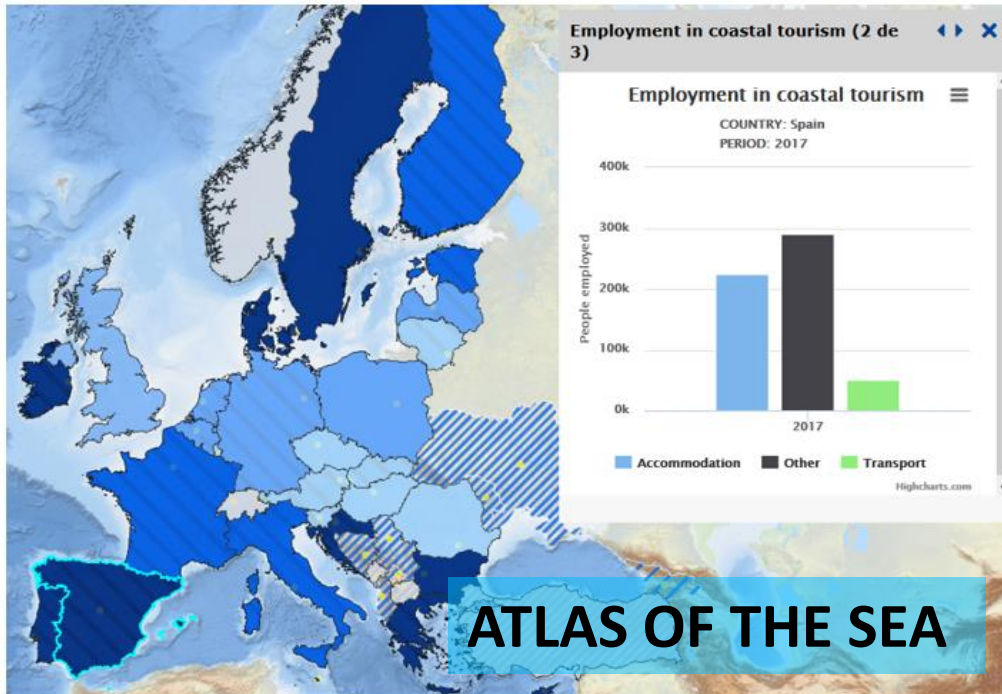 Employment in coastal tourism (2 de
3)
Employment in coastal tourism
COUNTRY: Spain
PERIOD: 2017
400k
300k
200k
100k
0k
People employed
2017
Accommodation Other Transport
Highcharts.com
ATLAS OF THE SEA